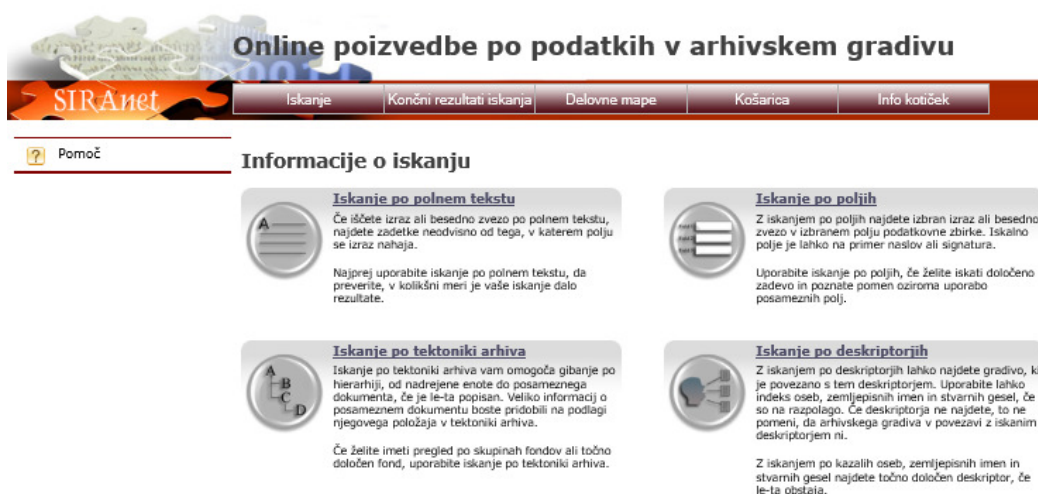 Online poizvedbe po podatkih v arhivskem gradivu
SIRAnet
Iskanje
Končni rezultati iskanja
Delovne mape
Košarica
Info kotiček
Pomoč
Informacije o iskanju
Iskanje po polnem tekstu
Če iščete izraz ali besedno zvezo po polnem tekstu,
najdete zadetke neodvisno od tega, v katerem polju
se izraz nahaja.
Najprej uporabite iskanje po polnem tekstu, da
preverite, v kolikšni meri je vaše iskanje dalo
rezultate.
Iskanje po poljih
Z iskanjem po poljih najdete izbran izraz ali besedno
zvezo v izbranem polju podatkovne zbirke. Iskalno
polje je lahko na primer naslov ali signatura.
Uporabite iskanje po poljih, če želite iskati določeno
zadevo in poznate pomen oziroma uporabo
posameznih polj.
Iskanje po tektoniki arhiva
Iskanje po tektoniki arhiva vam omogoča gibanje po
hierarhiji, od nadrejene enote do posameznega
dokumenta, če je le-ta popisan. Veliko informacij o
posameznem dokumentu boste pridobili na podlagi
njegovega položaja v tektoniki arhiva.
Če želite imeti pregled po skupinah fondov ali točno
določen fond, uporabite iskanje po tektoniki arhiva.
Iskanje po deskriptorjih
Z iskanjem po deskriptorjih lahko najdete gradivo, ki
je povezano s tem deskriptorjem. Uporabite lahko
indeks oseb, zemljepisnih imen in stvarnih gesel, če
so na razpolago. Če deskriptorja ne najdete, to ne
pomeni, da arhivskega gradiva v povezavi z iskanim
deskriptorjem ni.
Z iskanjem po kazalih oseb, zemljepisnih imen in
stvarnih gesel najdete točno določen deskriptor, če
le-ta obstaja.